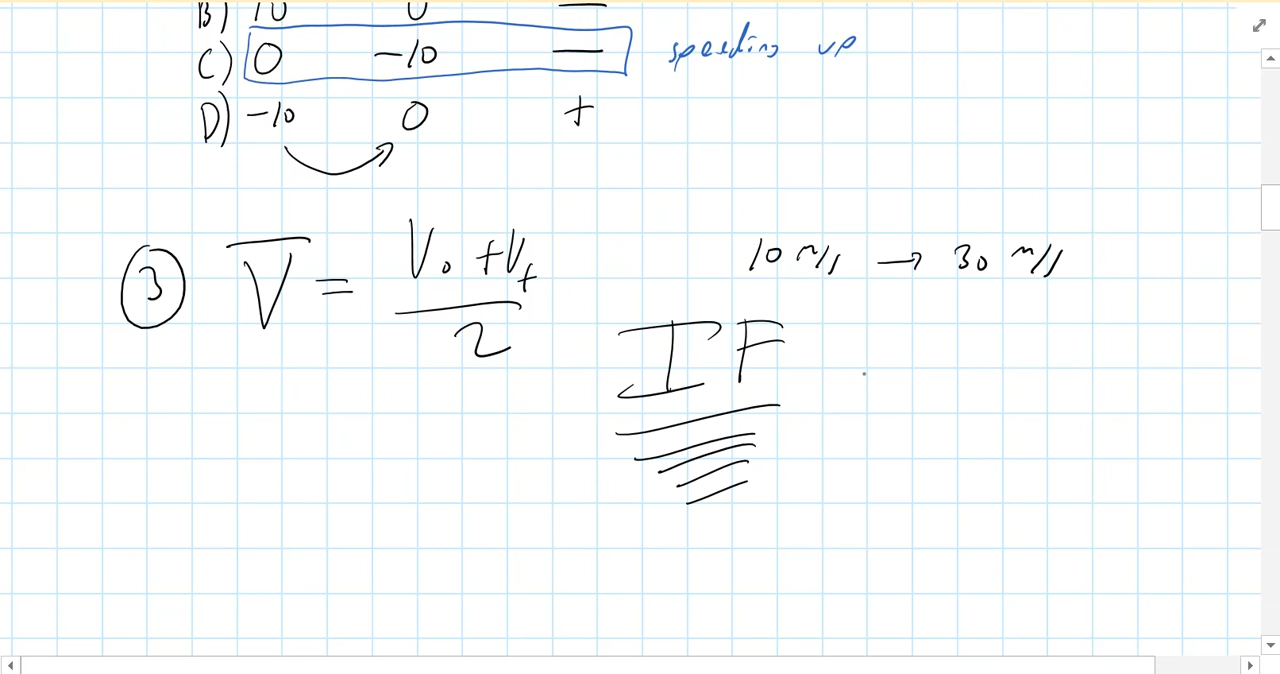 B) 10 0 —
C) 0 -10 — speeding up
D) -10 0 +
③ V̅ = (V₀ + V_f) / 2 10 m/s → 30 m/s
IF